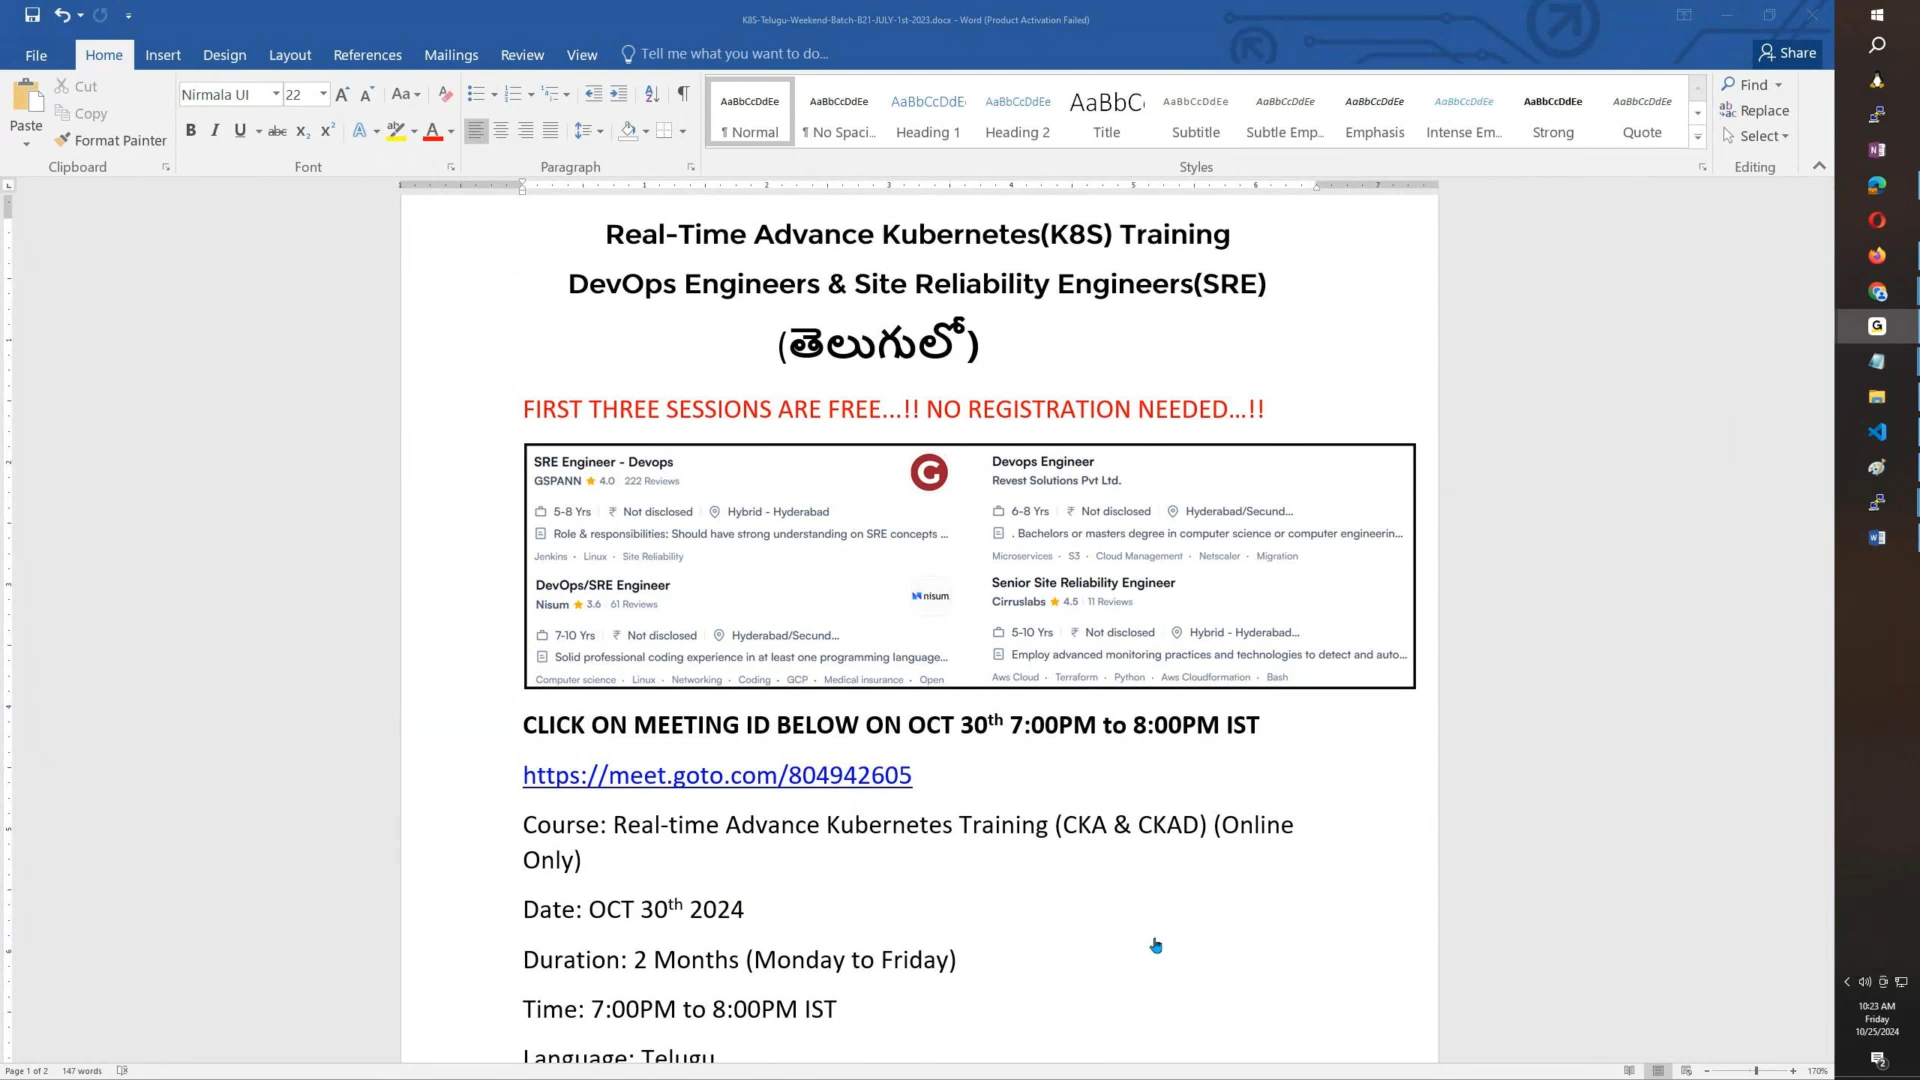 K8S-Telugu-Weekend-Batch-B21-JULY-1st-2023.docx - Word (Product Activation Failed)
File Home Insert Design Layout References Mailings Review View Tell me what you want to do... Share
Paste Cut Copy Format Painter
Clipboard
Nirmala UI 22
Font
Paragraph
AaBbCcDdEe AaBbCcDdEe AaBbCcDdE AaBbCcDdEe AaBbC AaBbCcDdEe AaBbCcDdEe AaBbCcDdEe AaBbCcDdEe AaBbCcDdEe AaBbCcDdEe
¶ Normal ¶ No Spaci... Heading 1 Heading 2 Title Subtitle Subtle Emp... Emphasis Intense Em... Strong Quote
Styles
Find
Replace
Select
Editing
Real-Time Advance Kubernetes(K8S) Training
DevOps Engineers & Site Reliability Engineers(SRE)
(తెలుగులో)
FIRST THREE SESSIONS ARE FREE...!! NO REGISTRATION NEEDED...!!
SRE Engineer - Devops
GSPANN 4.0 222 Reviews
G
5-8 Yrs ₹ Not disclosed Hybrid - Hyderabad
Role & responsibilities: Should have strong understanding on SRE concepts ...
Jenkins · Linux · Site Reliability
Devops Engineer
Revest Solutions Pvt Ltd.
6-8 Yrs ₹ Not disclosed Hyderabad/Secund...
. Bachelors or masters degree in computer science or computer engineerin...
Microservices · S3 · Cloud Management · Netscaler · Migration
DevOps/SRE Engineer
Nisum 3.6 61 Reviews
nisum
7-10 Yrs ₹ Not disclosed Hyderabad/Secund...
Solid professional coding experience in at least one programming language...
Computer science · Linux · Networking · Coding · GCP · Medical insurance · Open
Senior Site Reliability Engineer
Cirruslabs 4.5 11 Reviews
5-10 Yrs ₹ Not disclosed Hybrid - Hyderabad...
Employ advanced monitoring practices and technologies to detect and auto...
Aws Cloud · Terraform · Python · Aws Cloudformation · Bash
CLICK ON MEETING ID BELOW ON OCT 30th 7:00PM to 8:00PM IST
https://meet.goto.com/804942605
Course: Real-time Advance Kubernetes Training (CKA & CKAD) (Online
Only)
Date: OCT 30th 2024
Duration: 2 Months (Monday to Friday)
Time: 7:00PM to 8:00PM IST
Language: Telugu
Page 1 of 2 147 words
170%
10:23 AM
Friday
10/25/2024